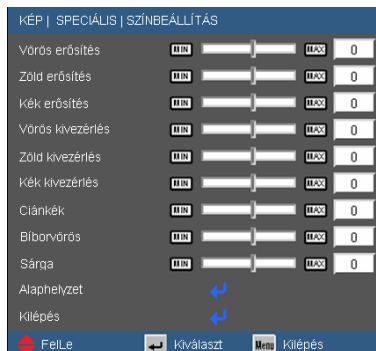 KÉP | SPECIÁLIS | SZÍNBEÁLLÍTÁS
Vörös erősítés MIN MAX 0
Zöld erősítés MIN MAX 0
Kék erősítés MIN MAX 0
Vörös kivezérlés MIN MAX 0
Zöld kivezérlés MIN MAX 0
Kék kivezérlés MIN MAX 0
Ciánkék MIN MAX 0
Bíborvörös MIN MAX 0
Sárga MIN MAX 0
Alaphelyzet
Kilépés
FelLe Kiválaszt Menu Kilépés